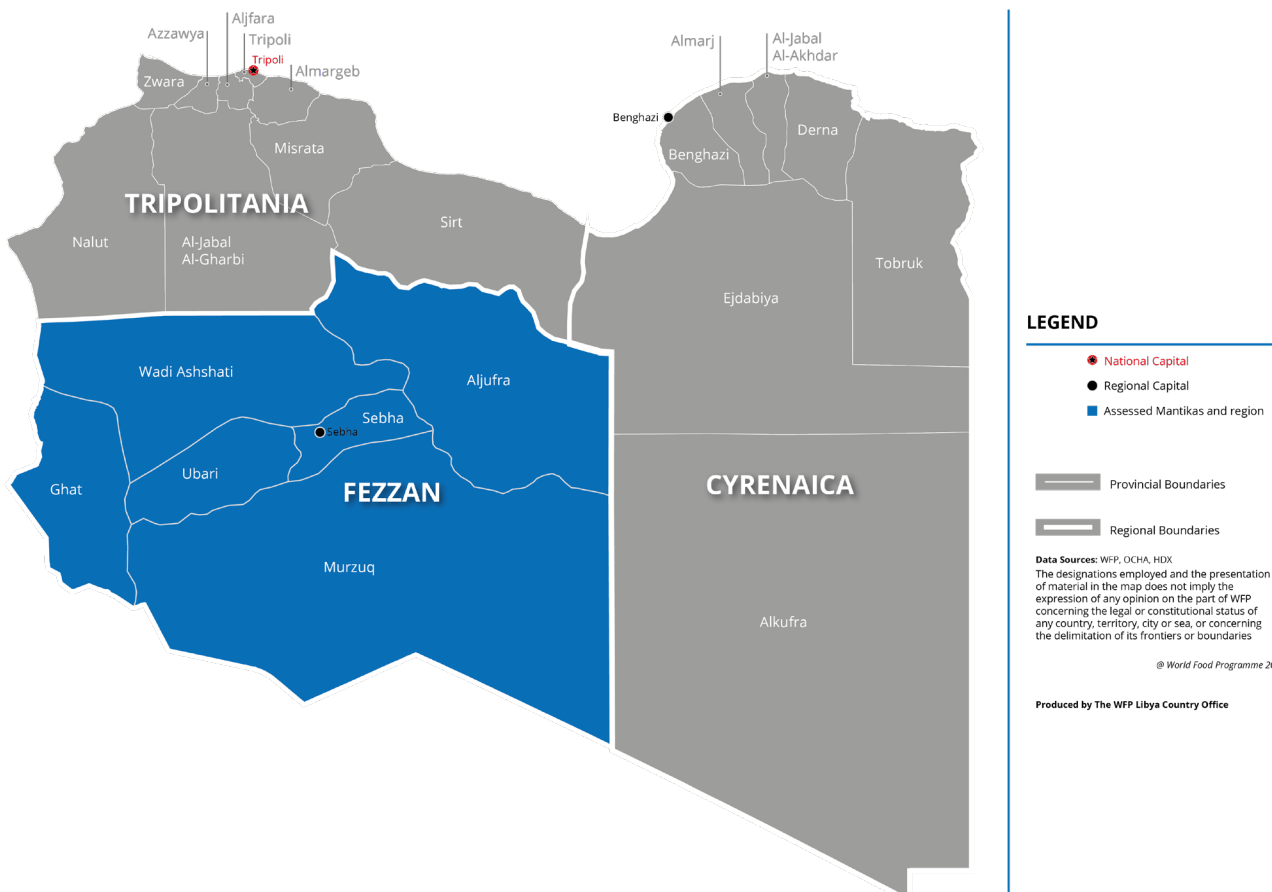 Aljfara
Azzawya
Tripoli
Tripoli
Almargeb
Zwara
Misrata
TRIPOLITANIA
Nalut
Al-Jabal
Al-Gharbi
Sirt
Almarj
Al-Jabal
Al-Akhdar
Benghazi
Benghazi
Derna
Tobruk
Ejdabiya
CYRENAICA
Alkufra
Wadi Ashshati
Aljufra
Sebha
Sebha
Ubari
Ghat
FEZZAN
Murzuq
LEGEND
National Capital
Regional Capital
Assessed Mantikas and region
Provincial Boundaries
Regional Boundaries
Data Sources: WFP, OCHA, HDX
The designations employed and the presentation
of material in the map does not imply the
expression of any opinion on the part of WFP
concerning the legal or constitutional status of
any country, territory, city or sea, or concerning
the delimitation of its frontiers or boundaries
@ World Food Programme
Produced by The WFP Libya Country Office